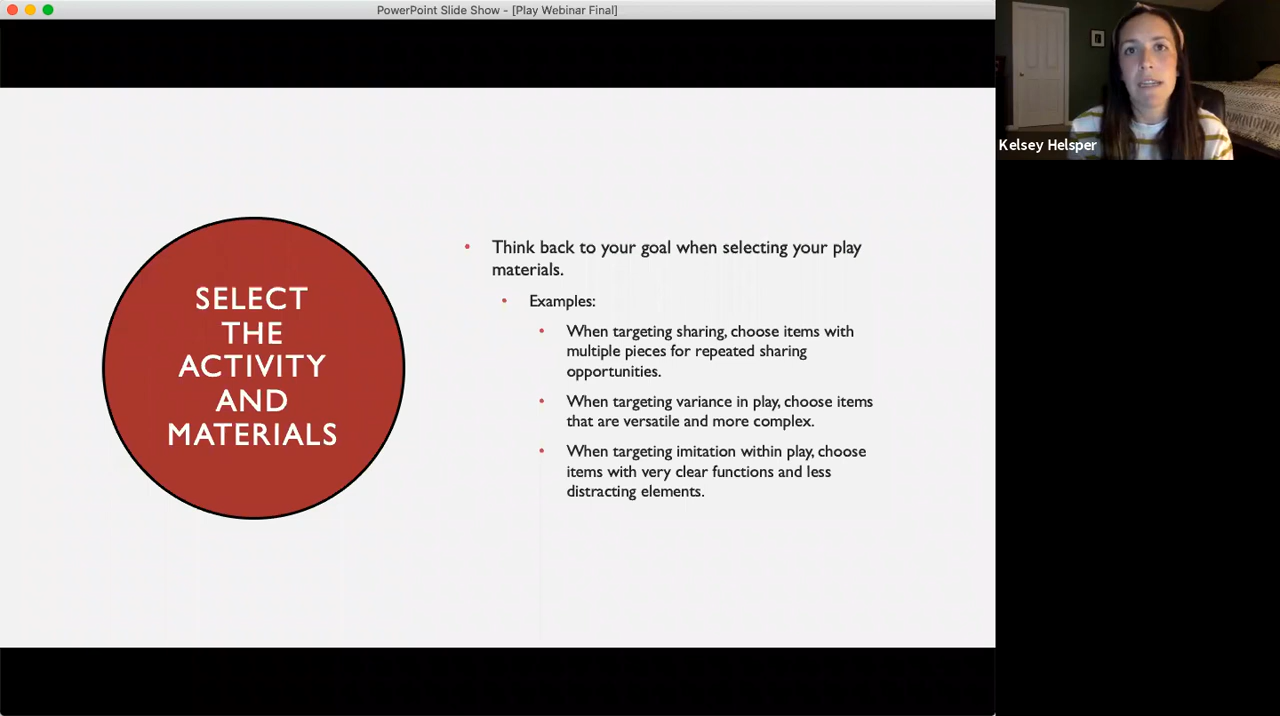 PowerPoint Slide Show - [Play Webinar Final]
Kelsey Helsper
SELECT
THE
ACTIVITY
AND
MATERIALS
• Think back to your goal when selecting your play
materials.
• Examples:
• When targeting sharing, choose items with
multiple pieces for repeated sharing
opportunities.
• When targeting variance in play, choose items
that are versatile and more complex.
• When targeting imitation within play, choose
items with very clear functions and less
distracting elements.